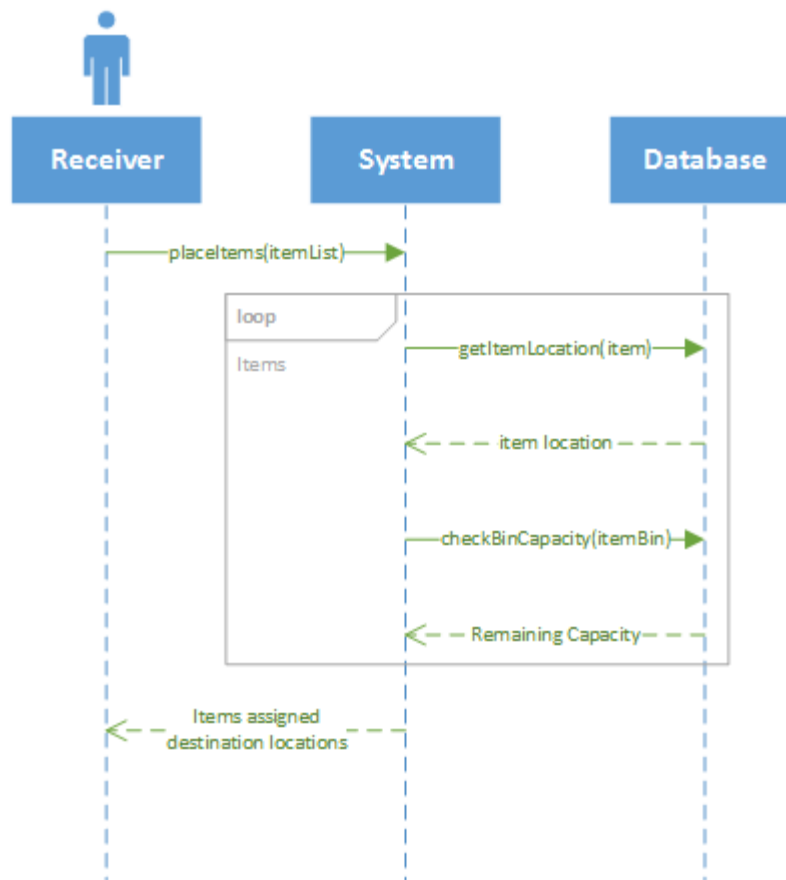 Receiver
System
Database
placeItems(itemList)
loop
Items
getItemLocation(item)
item location
checkBinCapacity(itemBin)
Remaining Capacity
Items assigned
destination locations